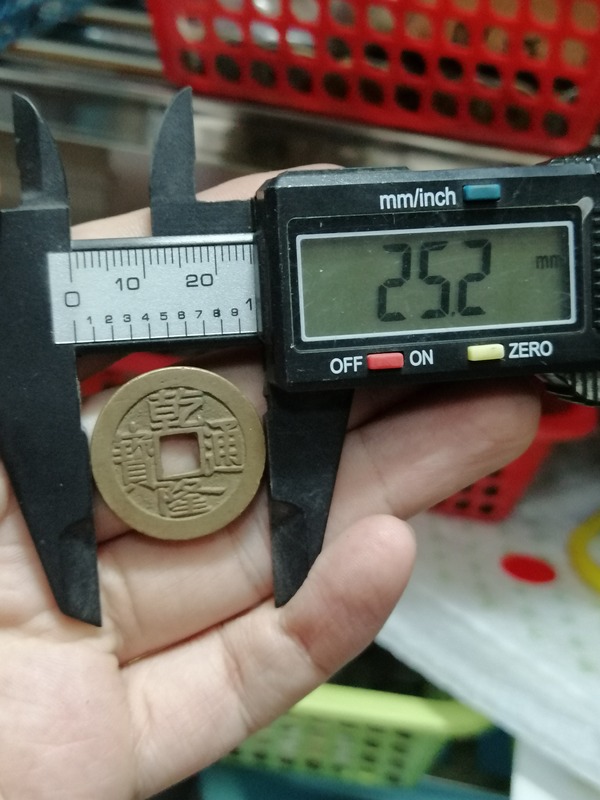 mm/inch
25.2
mm
OFF ON
ZERO
0 10 20
1 2 3 4 5 6 7 8 9 1
乾隆通寶